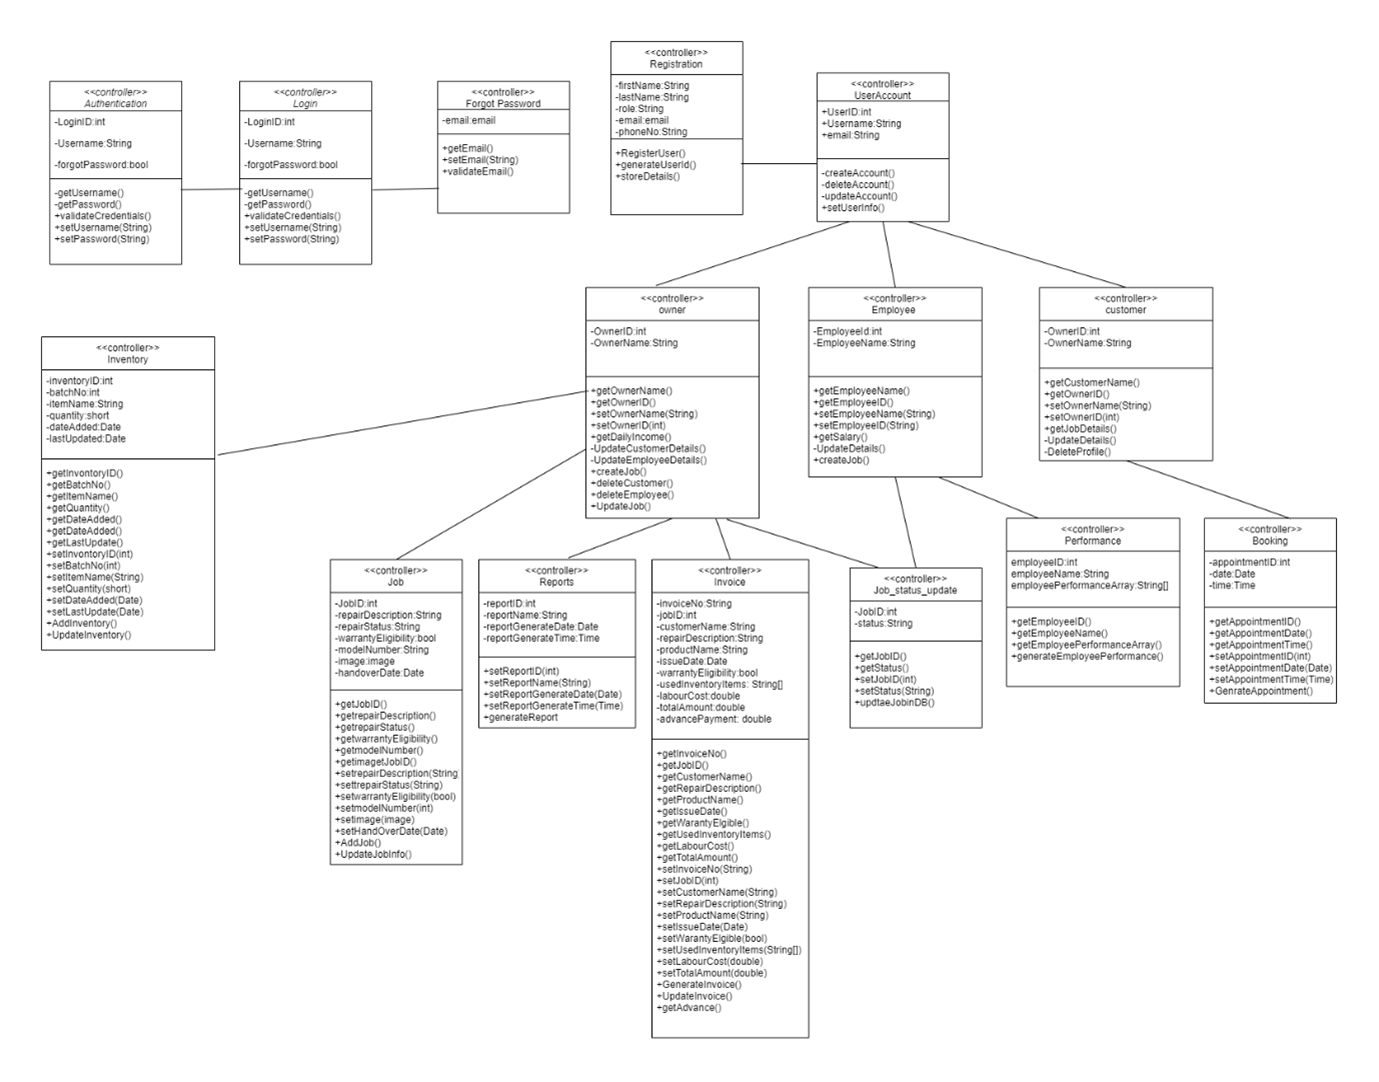 <<controller>>
Authentication
-LoginID:int
-Username:String
-forgotPassword:bool
-getUsername()
-getPassword()
+validateCredentials()
+setUsername(String)
+setPassword(String)
<<controller>>
Login
-LoginID:int
-Username:String
-forgotPassword:bool
-getUsername()
-getPassword()
+validateCredentials()
+setUsername(String)
+setPassword(String)
<<controller>>
Forgot Password
-email:email
+getEmail()
+setEmail(String)
+validateEmail()
<<controller>>
Registration
-firstName:String
-lastName:String
-role:String
-email:email
-phoneNo:String
+RegisterUser()
+generateUserId()
+storeDetails()
<<controller>>
UserAccount
+UserID:int
+Username:String
+email:String
-createAccount()
-deleteAccount()
-updateAccount()
+setUserInfo()
<<controller>>
Inventory
-inventoryID:int
-batchNo:int
-itemName:String
-quantity:short
-dateAdded:Date
-lastUpdated:Date
+getInventoryID()
+getBatchNo()
+getItemName()
+getQuantity()
+getDateAdded()
+getDateAdded()
+getLastUpdate()
+setInventoryID(int)
+setBatchNo(int)
+setItemName(String)
+setQuantity(short)
+setDateAdded(Date)
+setLastUpdate(Date)
+AddInventory()
+UpdateInventory()
<<controller>>
owner
-OwnerID:int
-OwnerName:String
+getOwnerName()
+getOwnerID()
+setOwnerName(String)
+setOwnerID(int)
+getDailyIncome()
-UpdateCustomerDetails()
-UpdateEmployeeDetails()
+createJob()
+deleteCustomer()
+deleteEmployee()
+UpdateJob()
<<controller>>
Employee
-EmployeeId:int
-EmployeeName:String
+getEmployeeName()
+getEmployeeID()
+setEmployeeName(String)
+setEmployeeID(String)
+getSalary()
-UpdateDetails()
+createJob()
<<controller>>
customer
-OwnerID:int
-OwnerName:String
+getCustomerName()
+getOwnerID()
+setOwnerName(String)
+setOwnerID(int)
+getJobDetails()
-UpdateDetails()
-DeleteProfile()
<<controller>>
Job
-JobID:int
-repairDescription:String
-repairStatus:String
-warrantyEligibility:bool
-modelNumber:String
-image:image
-handoverDate:Date
+getJobID()
+getrepairDescription()
+getrepairStatus()
+getwarrantyEligibility()
+getmodelNumber()
+getimagetJobID()
+setrepairDescription(String
+settrepairStatus(String)
+setwarrantyEligibility(bool)
+setmodelNumber(int)
+setimage(image)
+setHandOverDate(Date)
+AddJob()
+UpdateJobInfo()
<<controller>>
Reports
-reportID:int
-reportName:String
-reportGenerateDate:Date
-reportGenerateTime:Time
+setReportID(int)
+setReportName(String)
+setReportGenerateDate(Date)
+setReportGenerateTime(Time)
+generateReport
<<controller>>
Invoice
-invoiceNo:String
-jobID:int
-customerName:String
-repairDescription:String
-productName:String
-issueDate:Date
-warrantyEligibility:bool
-usedInventoryItems: String[]
-labourCost:double
-totalAmount:double
-advancePayment: double
+getInvoiceNo()
+getJobID()
+getCustomerName()
+getRepairDescription()
+getProductName()
+getIssueDate()
+getWarantyElgible()
+getUsedInventoryItems()
+getLabourCost()
+getTotalAmount()
+setInvoiceNo(String)
+setJobID(int)
+setCustomerName(String)
+setRepairDescription(String)
+setProductName(String)
+setIssueDate(Date)
+setWarantyElgible(bool)
+setUsedInventoryItems(String[])
+setLabourCost(double)
+setTotalAmount(double)
+GenerateInvoice()
+UpdateInvoice()
+getAdvance()
<<controller>>
Job_status_update
-JobID:int
-status:String
+getJobID()
+getStatus()
+setJobID(int)
+setStatus(String)
+updtaeJobinDB()
<<controller>>
Performance
employeeID:int
employeeName:String
employeePerformanceArray:String[]
+getEmployeeID()
+getEmployeeName()
+getEmployeePerformanceArray()
+generateEmployeePerformance()
<<controller>>
Booking
-appointmentID:int
-date:Date
-time:Time
+getAppointmentID()
+getAppointmentDate()
+getAppointmentTime()
+setAppointmentID(int)
+setAppointmentDate(Date)
+setAppointmentTime(Time)
+GenrateAppointment()